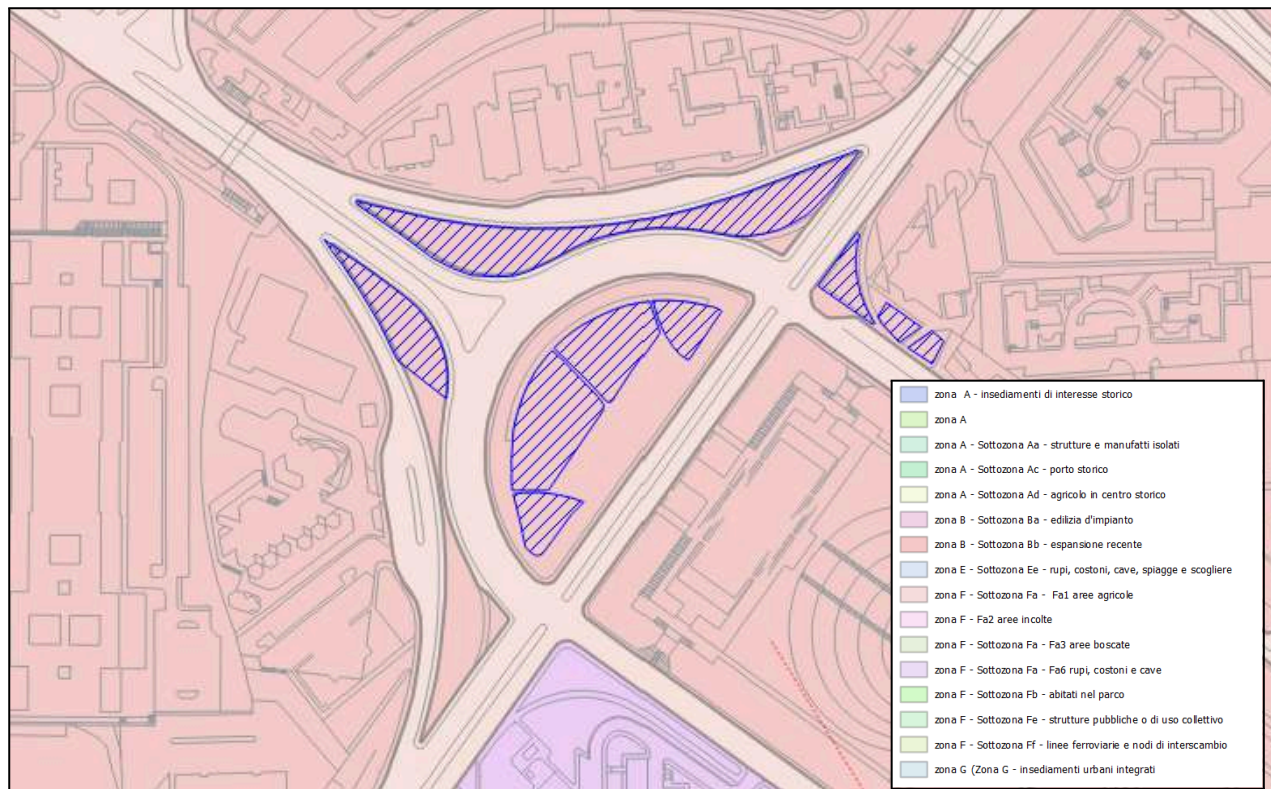 zona A - insediamenti di interesse storico
zona A
zona A - Sottozona Aa - strutture e manufatti isolati
zona A - Sottozona Ac - porto storico
zona A - Sottozona Ad - agricolo in centro storico
zona B - Sottozona Ba - edilizia d'impianto
zona B - Sottozona Bb - espansione recente
zona E - Sottozona Ee - rupi, costoni, cave, spiagge e scogliere
zona F - Sottozona Fa - Fa1 aree agricole
zona F - Fa2 aree incolte
zona F - Sottozona Fa - Fa3 aree boscate
zona F - Sottozona Fa - Fa6 rupi, costoni e cave
zona F - Sottozona Fb - abitati nel parco
zona F - Sottozona Fe - strutture pubbliche o di uso collettivo
zona F - Sottozona Ff - linee ferroviarie e nodi di interscambio
zona G (Zona G - insediamenti urbani integrati